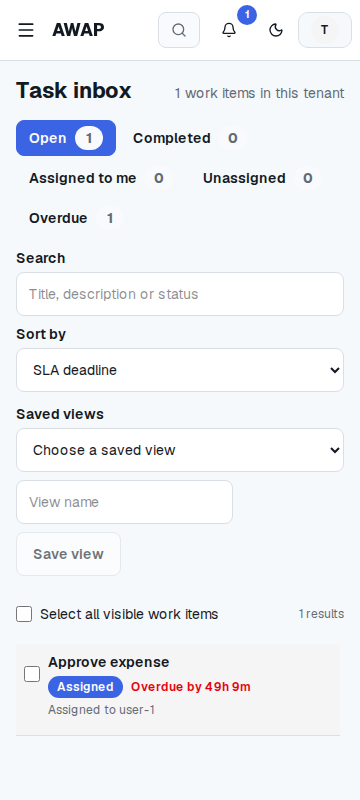 AWAP
1
T
Task inbox
1 work items in this tenant
Open 1
Completed 0
Assigned to me 0
Unassigned 0
Overdue 1
Search
Title, description or status
Sort by
SLA deadline
Saved views
Choose a saved view
View name
Save view
Select all visible work items
1 results
Approve expense
Assigned Overdue by 49h 9m
Assigned to user-1